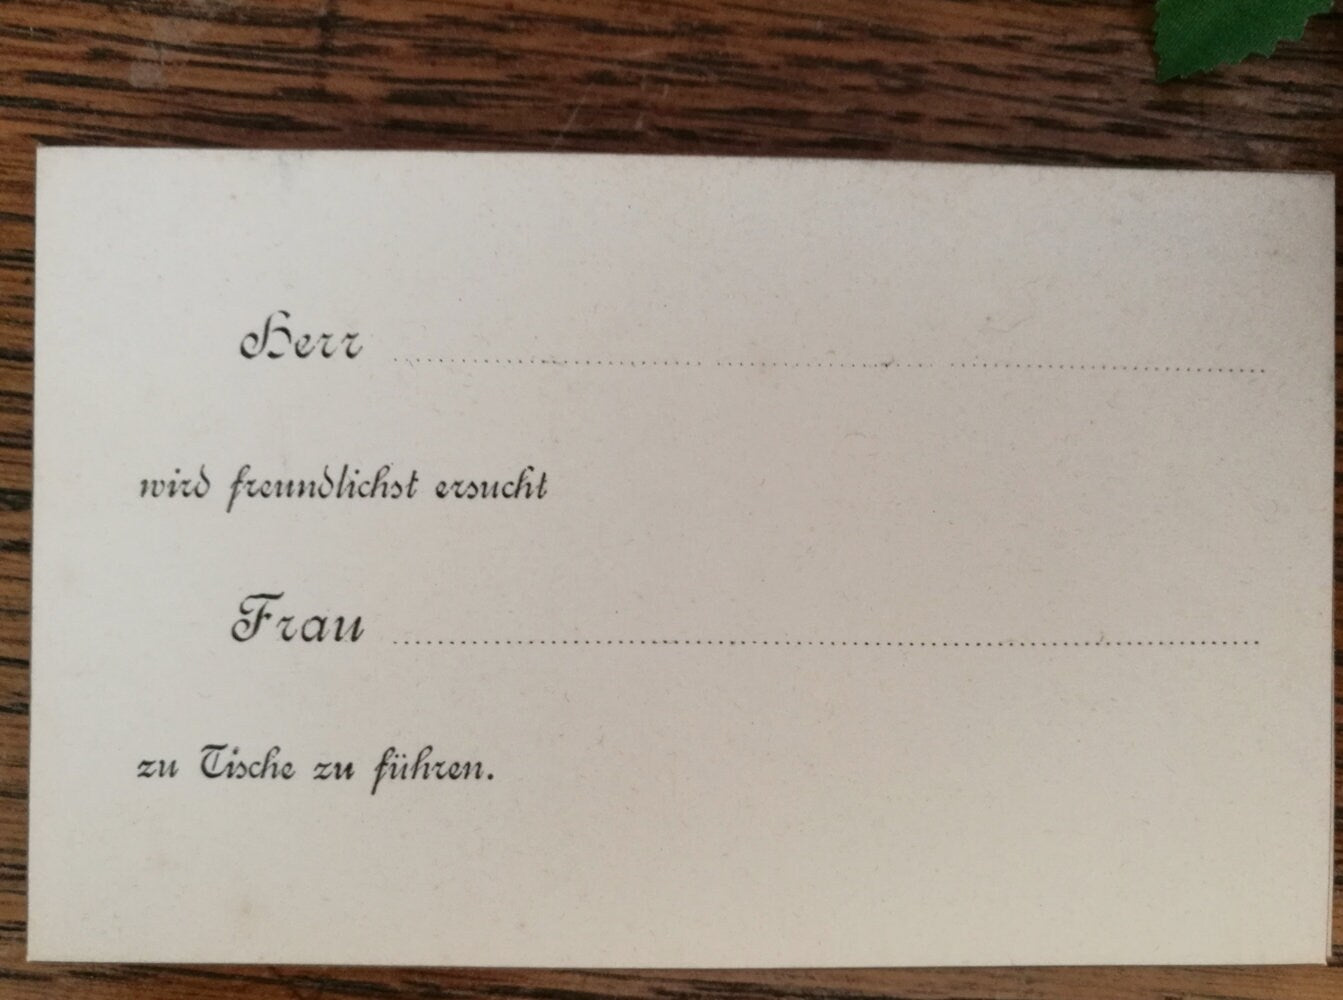 Herr ........................................
wird freundlichst ersucht
Frau ........................................
zu Tische zu führen.